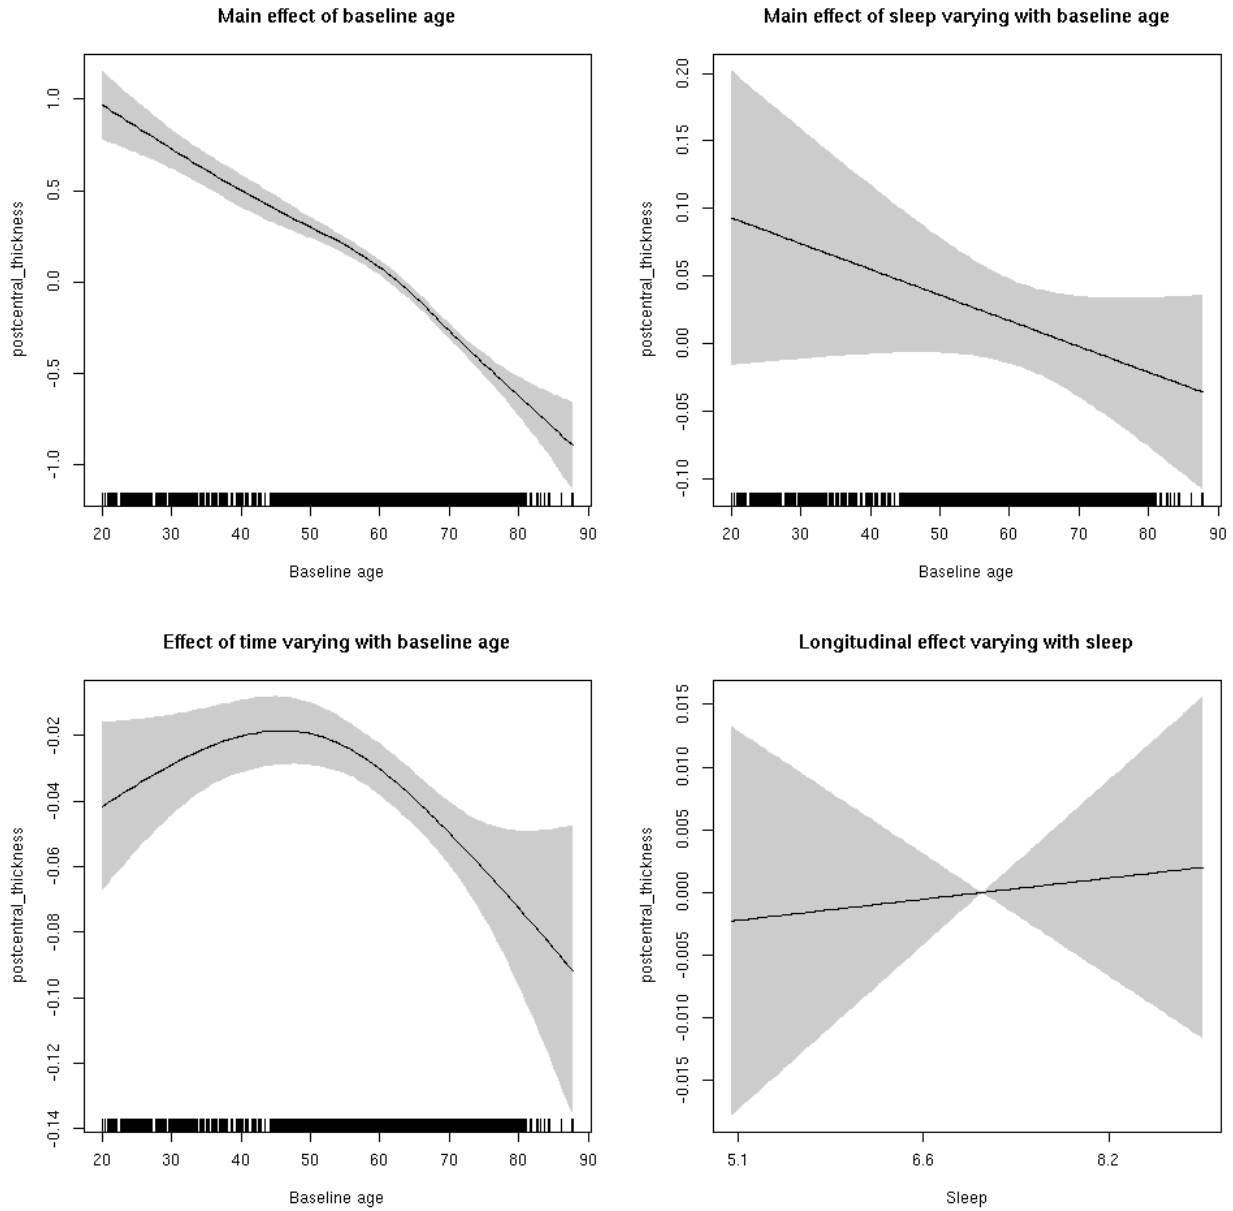 Main effect of baseline age
postcentral_thickness
1.0
0.5
0.0
-0.5
-1.0
20 30 40 50 60 70 80 90
Baseline age
Main effect of sleep varying with baseline age
postcentral_thickness
0.20
0.15
0.10
0.05
0.00
-0.05
-0.10
20 30 40 50 60 70 80 90
Baseline age
Effect of time varying with baseline age
postcentral_thickness
-0.02
-0.04
-0.06
-0.08
-0.10
-0.12
-0.14
20 30 40 50 60 70 80 90
Baseline age
Longitudinal effect varying with sleep
postcentral_thickness
0.015
0.010
0.005
0.000
-0.005
-0.010
-0.015
5.1 6.6 8.2
Sleep